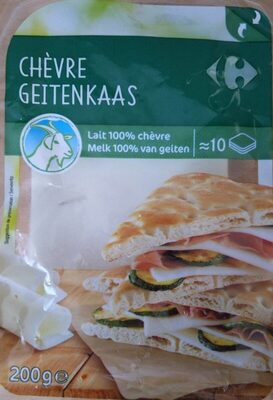 CHÈVRE
GEITENKAAS
Lait 100% chèvre
Melk 100% van geiten
≈10
200g e